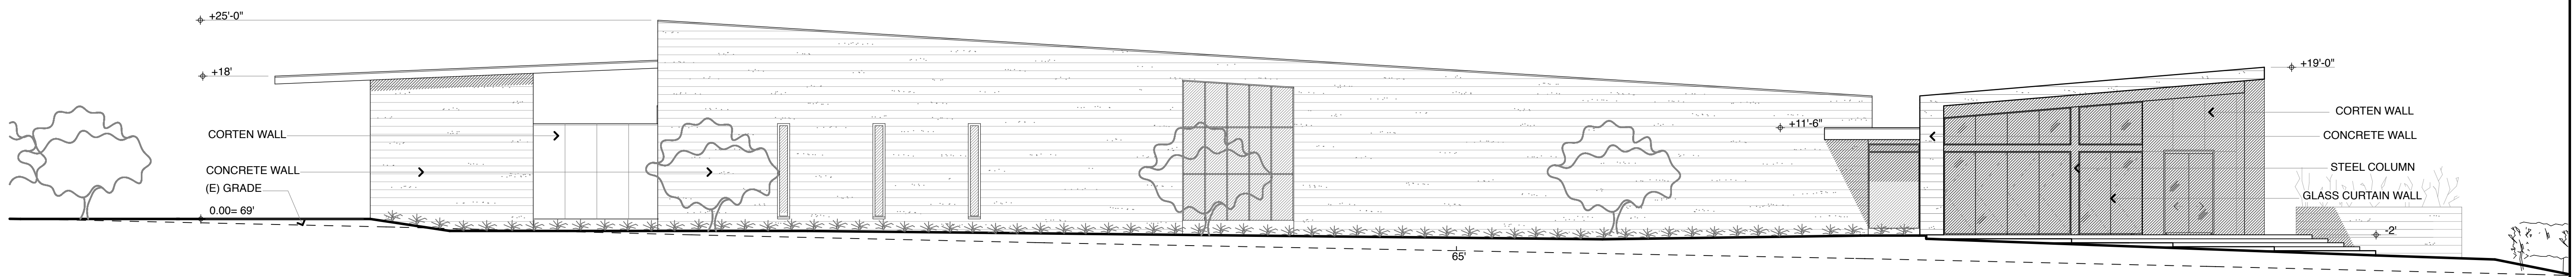 +25'-0"
+18'
CORTEN WALL
CONCRETE WALL
(E) GRADE
0.00= 69'
65'
+11'-6"
+19'-0"
CORTEN WALL
CONCRETE WALL
STEEL COLUMN
GLASS CURTAIN WALL
-2'